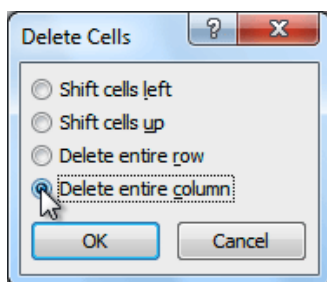 Delete Cells
Shift cells left
Shift cells up
Delete entire row
Delete entire column
OK Cancel